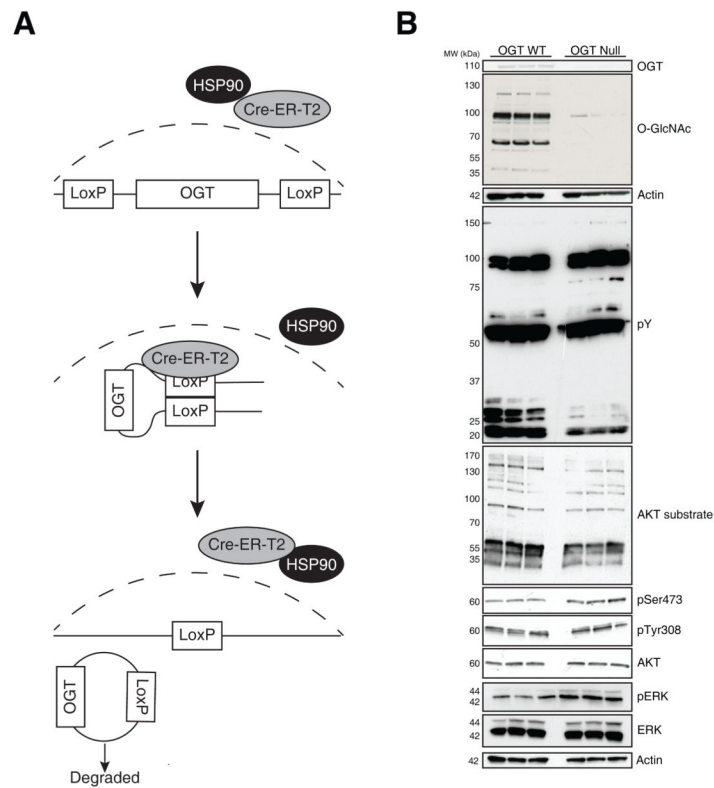 A
HSP90
Cre-ER-T2
LoxP
OGT
LoxP
HSP90
Cre-ER-T2
LoxP
OGT
LoxP
Cre-ER-T2
HSP90
LoxP
OGT
LoxP
Degraded
B
MW (kDa)
OGT WT
OGT Null
110
OGT
130
100
70
55
35
O-GlcNAc
42
Actin
150
100
75
50
37
25
20
pY
170
130
100
70
55
35
AKT substrate
60
pSer473
60
pTyr308
60
AKT
44
42
pERK
44
42
ERK
42
Actin